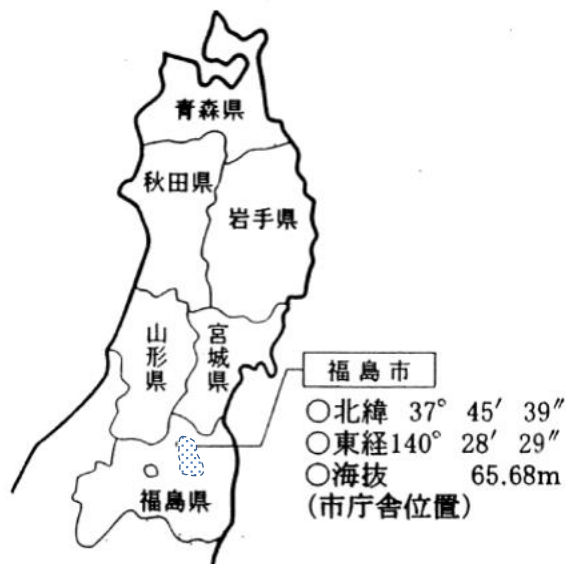 青森県
秋田県
岩手県
山形県
宮城県
福島市
○北緯 37° 45′ 39″
○東経140° 28′ 29″
○海抜 65.68m
(市庁舎位置)
福島県